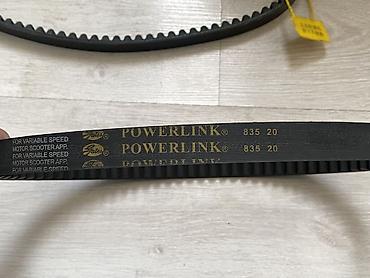 FOR VARIABLE SPEED POWERLINK® 835 20
MOTOR SCOOTER APP.
FOR VARIABLE SPEED POWERLINK® 835 20
MOTOR SCOOTER APP.
FOR VARIABLE SPEED POWERLINK